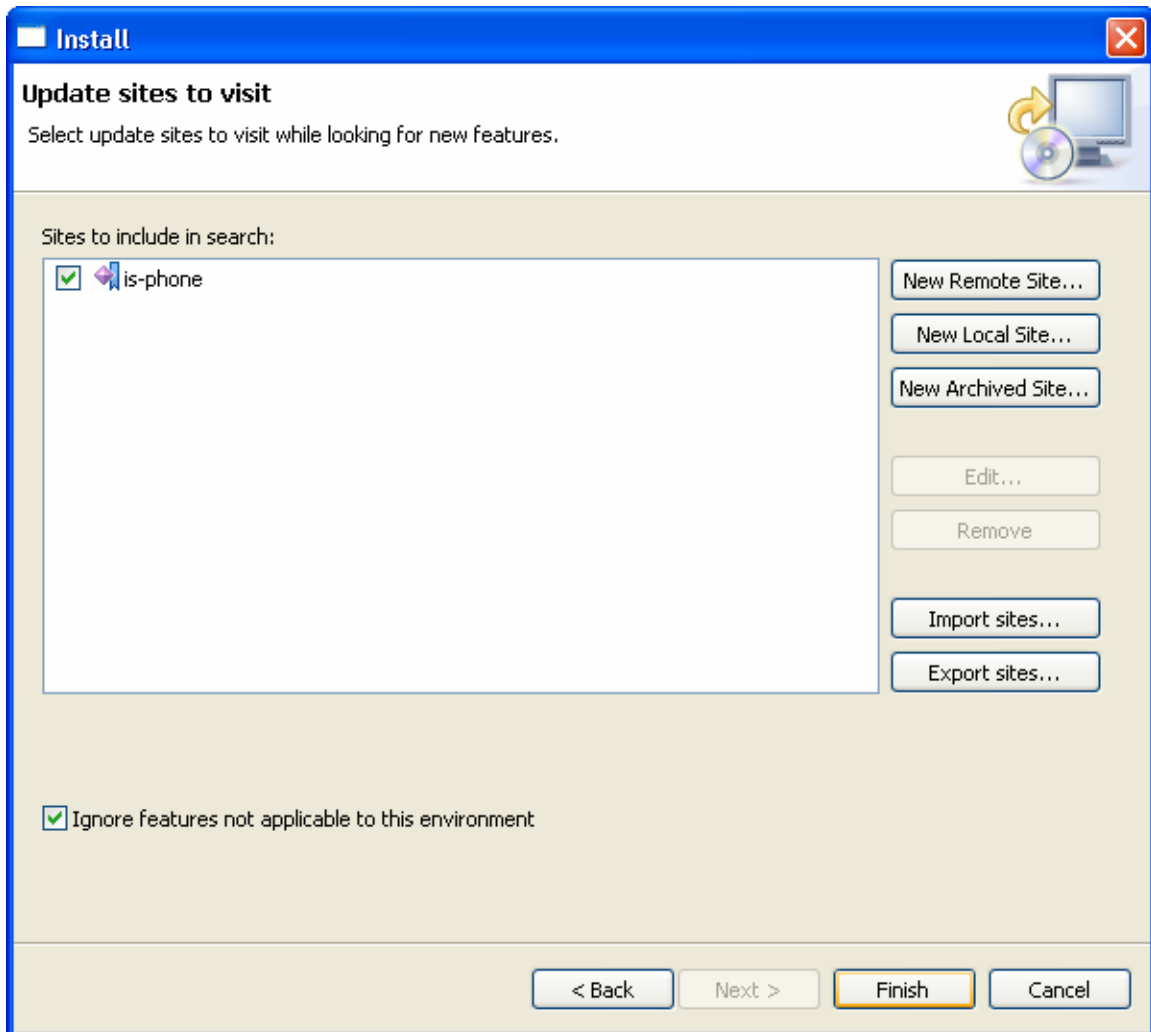 Install
Update sites to visit
Select update sites to visit while looking for new features.
Sites to include in search:
is-phone
New Remote Site...
New Local Site...
New Archived Site...
Edit...
Remove
Import sites...
Export sites...
Ignore features not applicable to this environment
< Back
Next >
Finish
Cancel